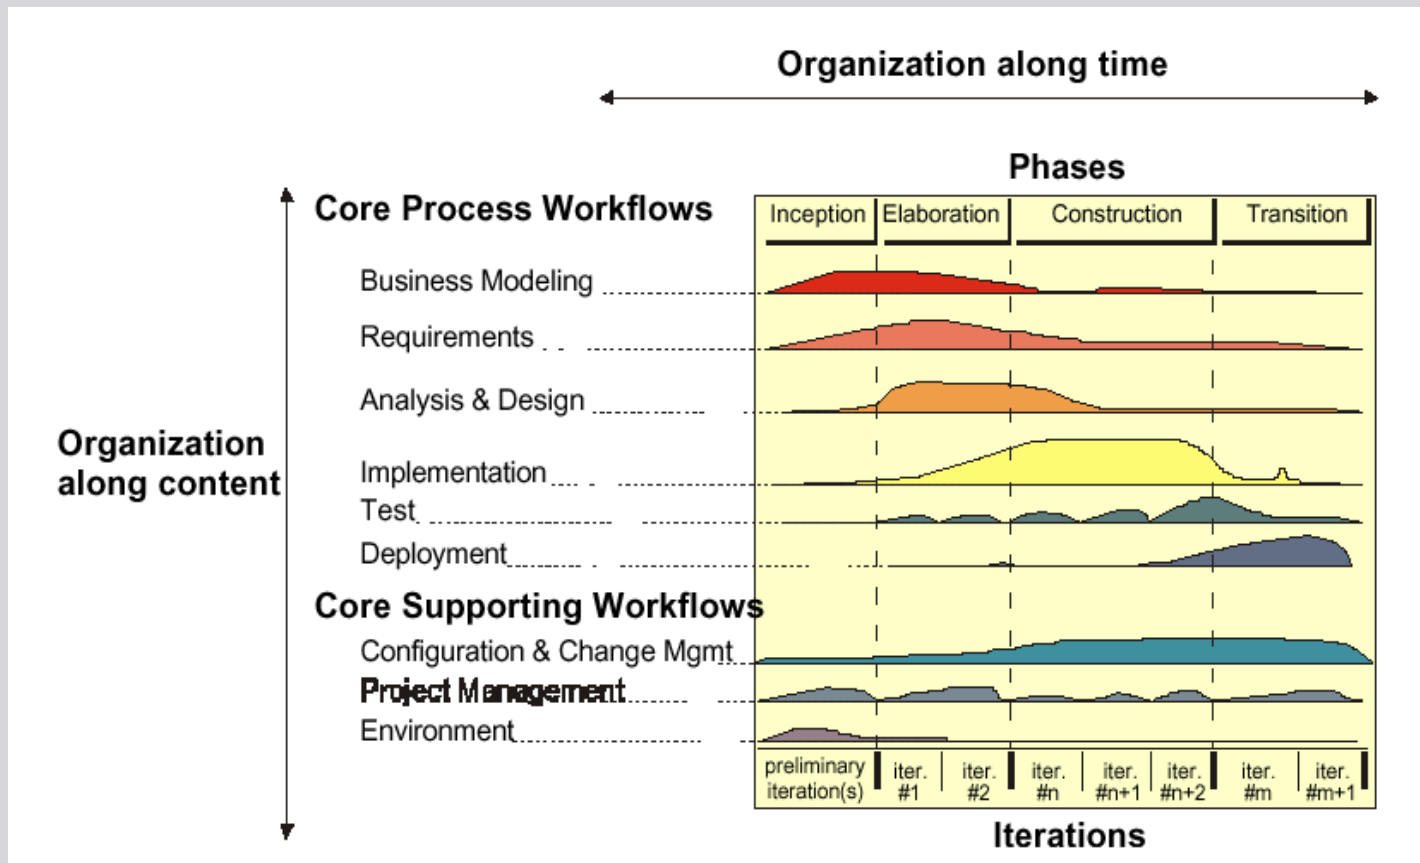 Organization along time
Phases
Core Process Workflows
Inception Elaboration Construction Transition
Business Modeling
Requirements
Analysis & Design
Organization
along content
Implementation
Test
Deployment
Core Supporting Workflows
Configuration & Change Mgmt
Project Management
Environment
preliminary
iteration(s)
iter.
#1
iter.
#2
iter.
#n
iter.
#n+1
iter.
#n+2
iter.
#m
iter.
#m+1
Iterations